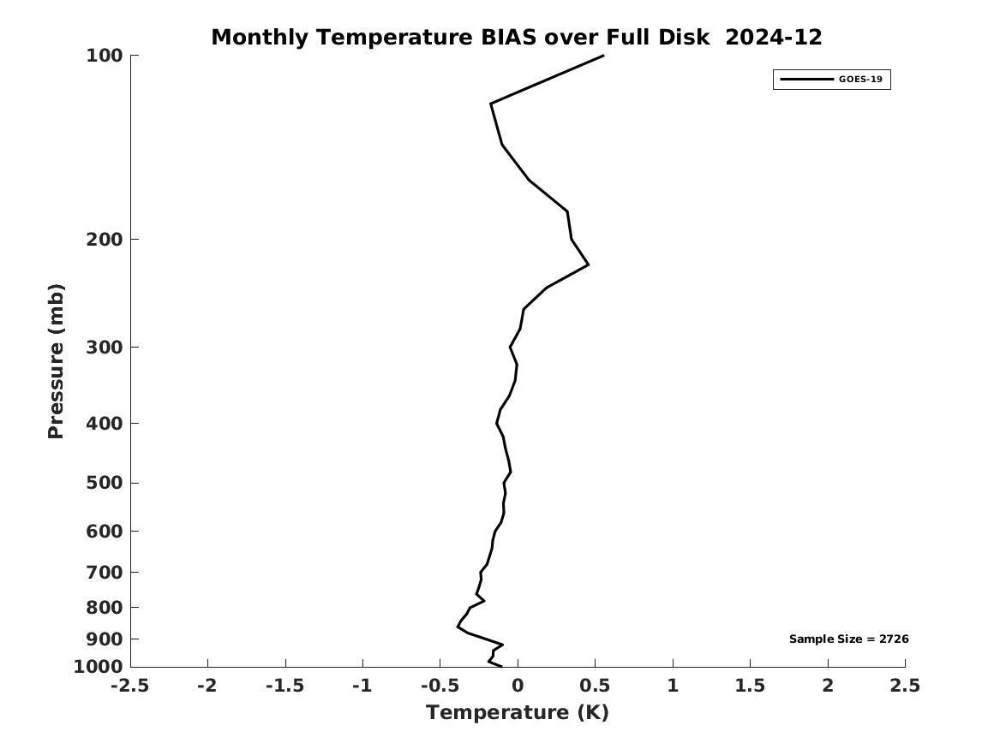 Monthly Temperature BIAS over Full Disk  2024-12
GOES-19
Pressure (mb)
100
200
300
400
500
600
700
800
900
1000
Sample Size = 2726
-2.5 -2 -1.5 -1 -0.5 0 0.5 1 1.5 2 2.5
Temperature (K)